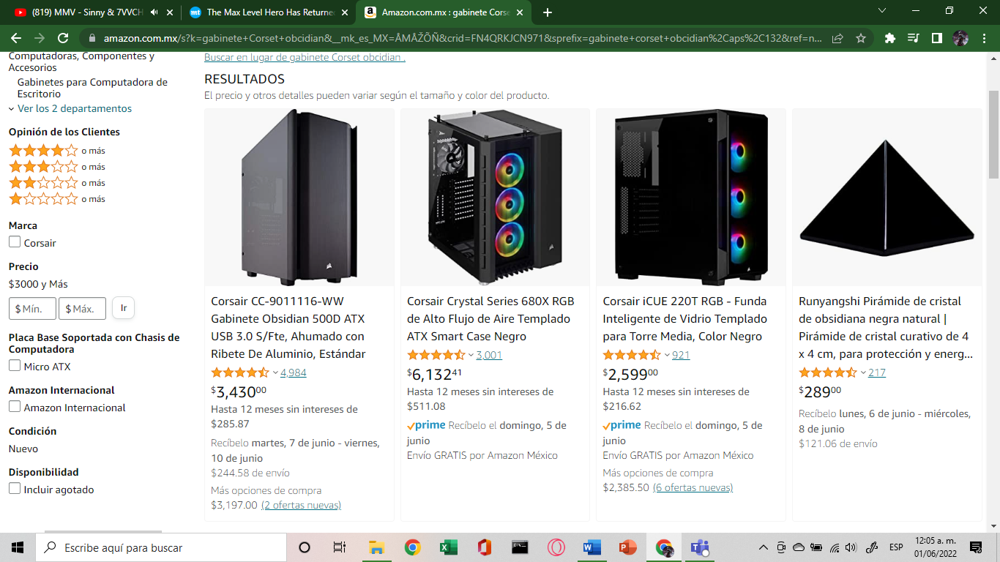 (819) MMV - Sinny & 7VVCH
The Max Level Hero Has Returned
Amazon.com.mx : gabinete Corse
amazon.com.mx/s?k=gabinete+Corset+obcidian&__mk_es_MX=ÅMÅŽÕÑ&crid=FN4QRKJCN971&sprefix=gabinete+corset+obcidian%2Caps%2C132&ref=n...
Computadoras, Componentes y
Accesorios
Gabinetes para Computadora de
Escritorio
Ver los 2 departamentos
Opinión de los Clientes
o más
o más
o más
o más
Marca
Corsair
Precio
$3000 y Más
$ Mín.
$ Máx.
Ir
Placa Base Soportada con Chasis de
Computadora
Micro ATX
Amazon Internacional
Amazon Internacional
Condición
Nuevo
Disponibilidad
Incluir agotado
Buscar en lugar de gabinete Corset obcidian .
RESULTADOS
El precio y otros detalles pueden variar según el tamaño y color del producto.
Corsair CC-9011116-WW
Gabinete Obsidian 500D ATX
USB 3.0 S/Fte, Ahumado con
Ribete De Aluminio, Estándar
4,984
$3,43000
Hasta 12 meses sin intereses de
$285.87
Recíbelo martes, 7 de junio - viernes,
10 de junio
$244.58 de envío
Más opciones de compra
$3,197.00 (2 ofertas nuevas)
Corsair Crystal Series 680X RGB
de Alto Flujo de Aire Templado
ATX Smart Case Negro
3,001
$6,13241
Hasta 12 meses sin intereses de
$511.08
prime Recíbelo el domingo, 5 de
junio
Envío GRATIS por Amazon México
Corsair iCUE 220T RGB - Funda
Inteligente de Vidrio Templado
para Torre Media, Color Negro
921
$2,59900
Hasta 12 meses sin intereses de
$216.62
prime Recíbelo el domingo, 5 de
junio
Envío GRATIS por Amazon México
Más opciones de compra
$2,385.50 (6 ofertas nuevas)
Runyangshi Pirámide de cristal
de obsidiana negra natural |
Pirámide de cristal curativo de 4
x 4 cm, para protección y energ...
217
$28900
Recíbelo lunes, 6 de junio - miércoles,
8 de junio
$121.06 de envío
Escribe aquí para buscar
ESP
12:05 a. m.
01/06/2022